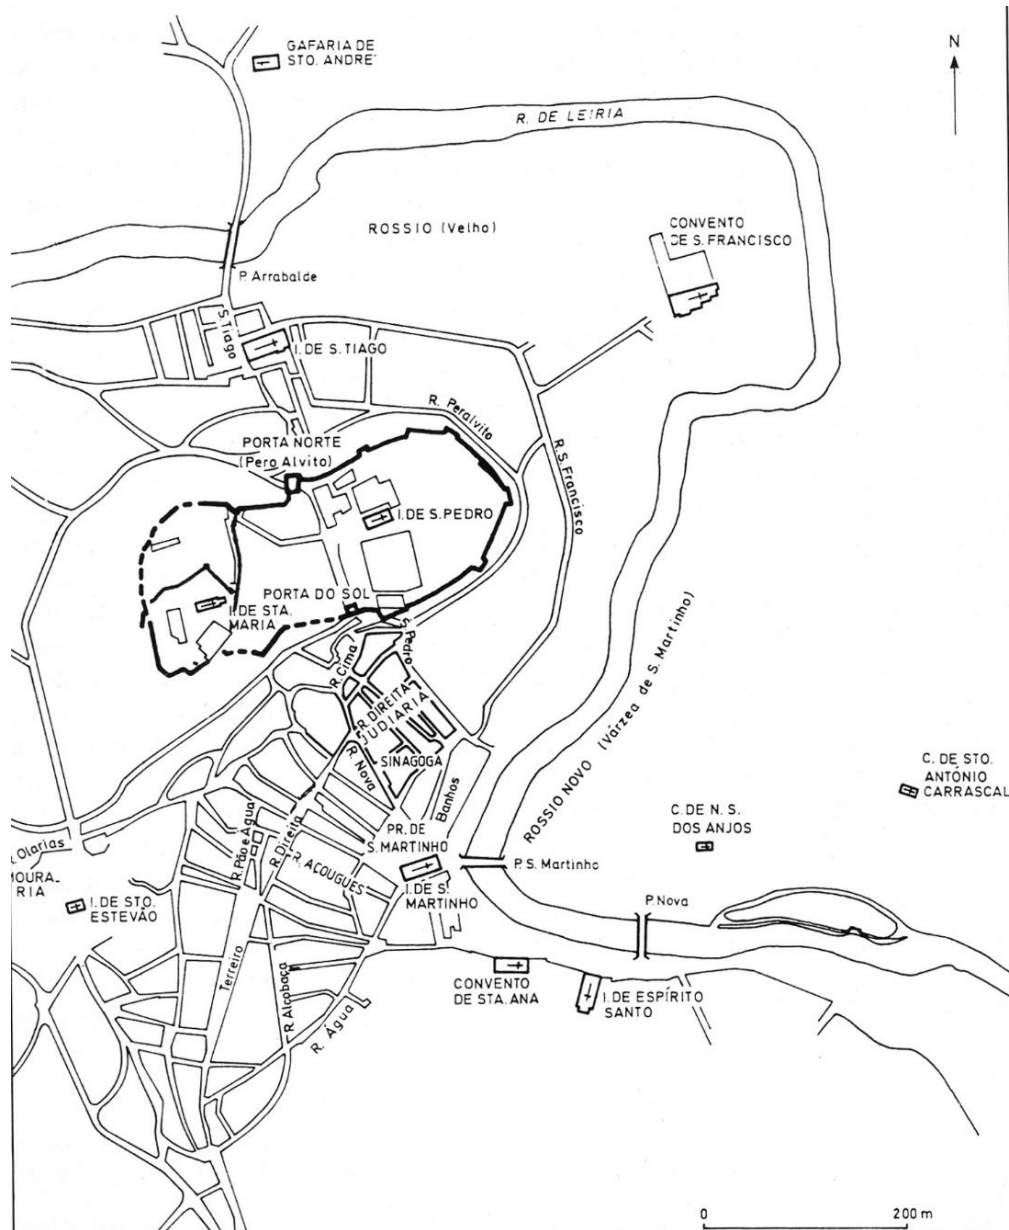 GAFARIA DE
STO. ANDRE'
N
R. DE LEIRIA
ROSSIO (Velho)
CONVENTO
DE S. FRANCISCO
P. Arrabalde
S. Tiago
I. DE S. TIAGO
R. Peralvito
PORTA NORTE
(Pero Alvito)
R. S. Francisco
I. DE S. PEDRO
PORTA DO SOL
I. DE STA.
MARIA
S. Pedro
R. Cima
R. DIREITA
JUDIARIA
SINAGOGA
R. Nova
Banhos
ROSSIO NOVO (Várzea de S. Martinho)
C. DE STO.
ANTÓNIO
CARRASCAL
C. DE N. S.
DOS ANJOS
PR. DE
S. MARTINHO
P. S. Martinho
I. DE S.
MARTINHO
R. Pão e Água
R. Direita
R. AÇOUGUES
Olarias
MOURA-
RIA
I. DE STO.
ESTEVÃO
P. Nova
Terreiro
R. Alcobaça
R. Água
CONVENTO
DE STA. ANA
I. DE ESPÍRITO
SANTO
0
200 m